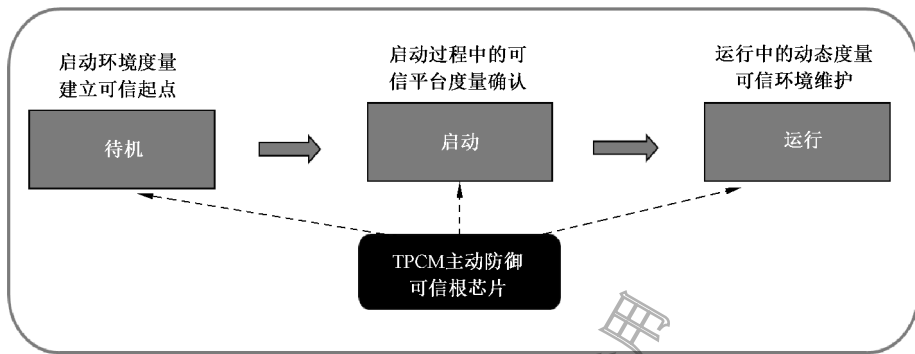 启动环境度量
建立可信起点
启动过程中的可
信平台度量确认
运行中的动态度量
可信环境维护
待机
启动
运行
TPCM主动防御
可信根芯片
用